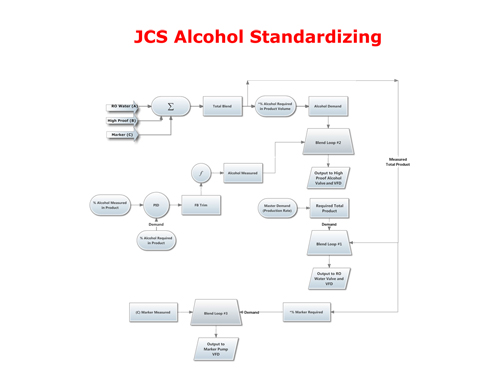 JCS Alcohol Standardizing
RO Water (A)
High Proof (B)
Marker (C)
Σ
Total Blend
*% Alcohol Required
in Product Volume
Alcohol Demand
Blend Loop #2
Measured
Total Product
f
Alcohol Measured
Output to High
Proof Alcohol
Valve and VFD
% Alcohol Measured
in Product
PID
FB Trim
Demand
% Alcohol Required
in Product
Master Demand
(Production Rate)
Required Total
Product
Demand
Blend Loop #1
Output to RO
Water Valve and
VFD
(C) Marker Measured
Blend Loop #3
Demand
*% Marker Required
Output to
Marker Pump
VFD